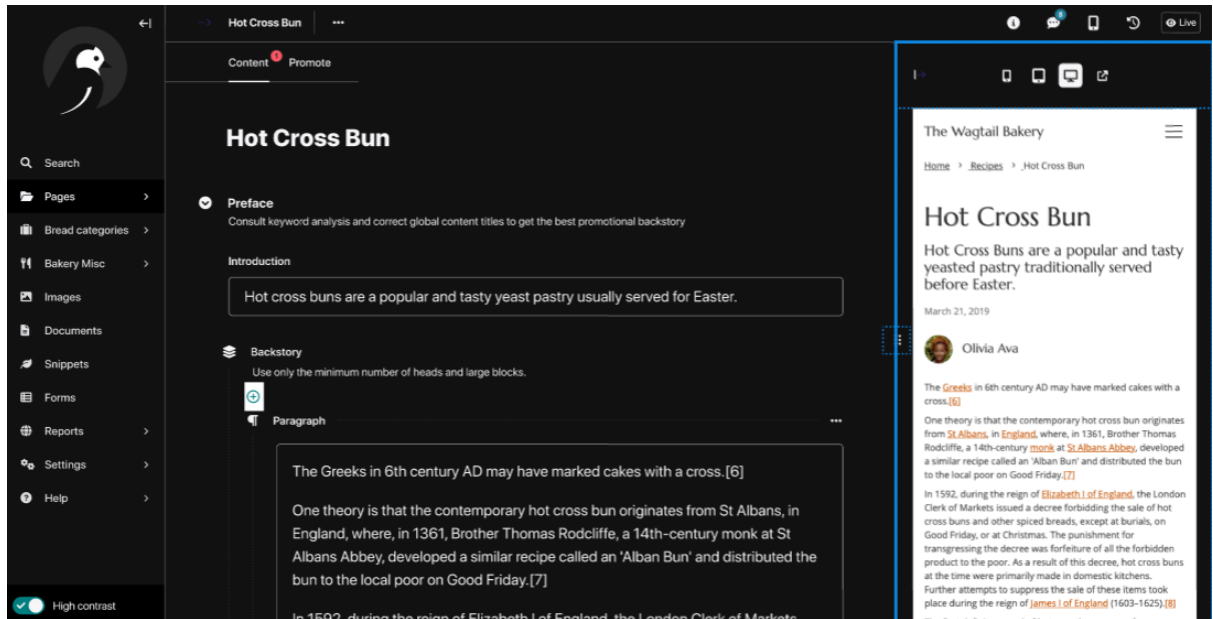 Hot Cross Bun
8
Live
Content 1 Promote
Search
Pages
Bread categories
Bakery Misc
Images
Documents
Snippets
Forms
Reports
Settings
Help
High contrast
Hot Cross Bun
Preface
Consult keyword analysis and correct global content titles to get the best promotional backstory
Introduction
Hot cross buns are a popular and tasty yeast pastry usually served for Easter.
Backstory
Use only the minimum number of heads and large blocks.
Paragraph
The Greeks in 6th century AD may have marked cakes with a cross.[6]
One theory is that the contemporary hot cross bun originates from St Albans, in
England, where, in 1361, Brother Thomas Rodcliffe, a 14th-century monk at St
Albans Abbey, developed a similar recipe called an 'Alban Bun' and distributed the
bun to the local poor on Good Friday.[7]
In 1592, during the reign of Elizabeth I of England, the London Clerk of Markets
The Wagtail Bakery
Home > Recipes > Hot Cross Bun
Hot Cross Bun
Hot Cross Buns are a popular and tasty
yeasted pastry traditionally served
before Easter.
March 21, 2019
Olivia Ava
The Greeks in 6th century AD may have marked cakes with a
cross.[6]
One theory is that the contemporary hot cross bun originates
from St Albans, in England, where, in 1361, Brother Thomas
Rodcliffe, a 14th-century monk at St Albans Abbey, developed
a similar recipe called an 'Alban Bun' and distributed the bun
to the local poor on Good Friday.[7]
In 1592, during the reign of Elizabeth I of England, the London
Clerk of Markets issued a decree forbidding the sale of hot
cross buns and other spiced breads, except at burials, on
Good Friday, or at Christmas. The punishment for
transgressing the decree was forfeiture of all the forbidden
product to the poor. As a result of this decree, hot cross buns
at the time were primarily made in domestic kitchens.
Further attempts to suppress the sale of these items took
place during the reign of James I of England (1603–1625).[8]